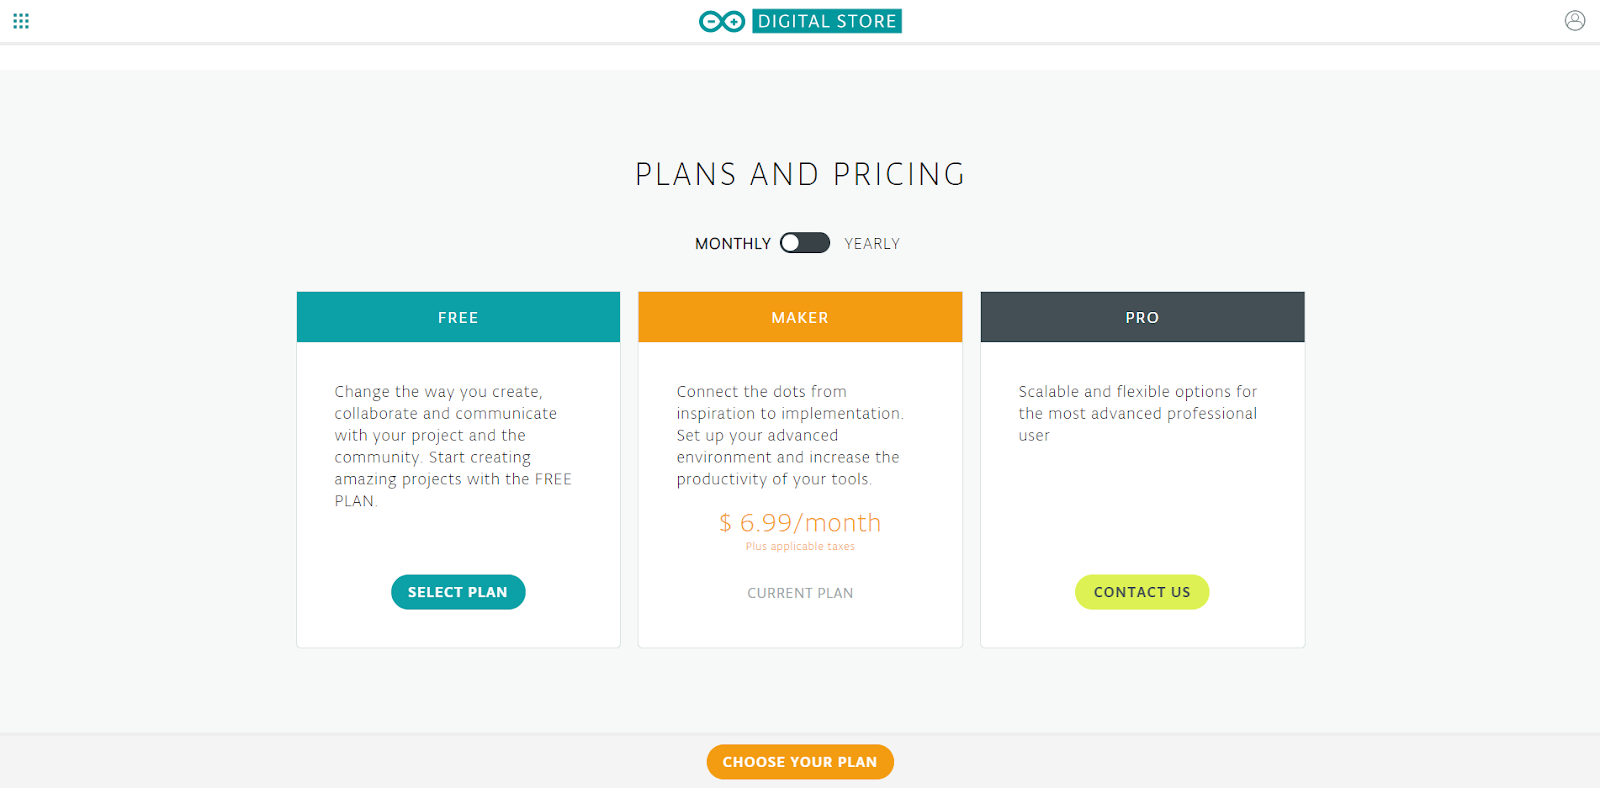 DIGITAL STORE
PLANS AND PRICING
MONTHLY YEARLY
FREE
Change the way you create,
collaborate and communicate
with your project and the
community. Start creating
amazing projects with the FREE
PLAN.
SELECT PLAN
MAKER
Connect the dots from
inspiration to implementation.
Set up your advanced
environment and increase the
productivity of your tools.
$ 6.99/month
Plus applicable taxes
CURRENT PLAN
PRO
Scalable and flexible options for
the most advanced professional
user
CONTACT US
CHOOSE YOUR PLAN